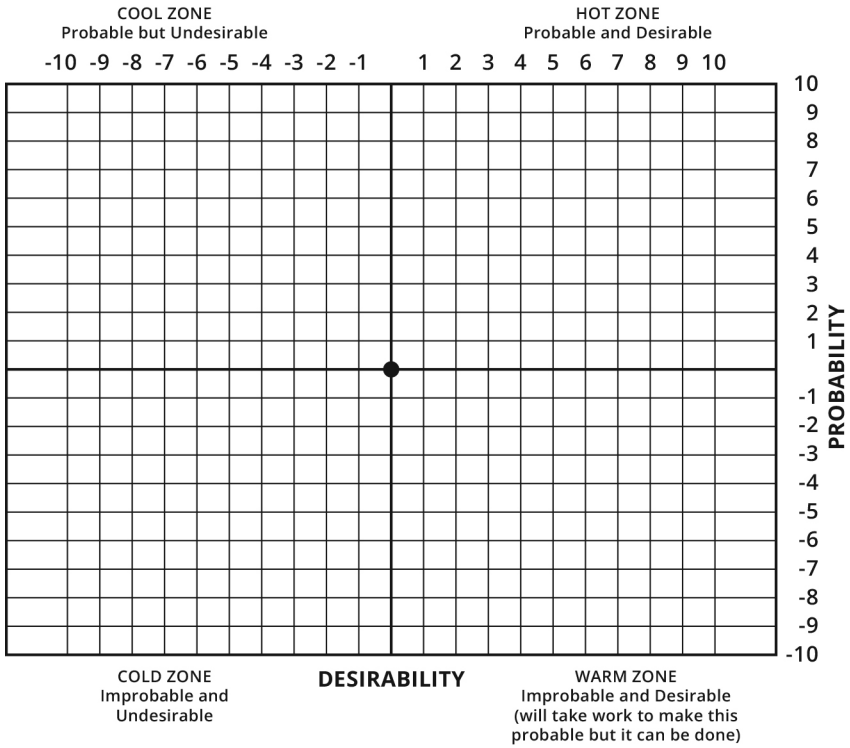 COOL ZONE
Probable but Undesirable
HOT ZONE
Probable and Desirable
-10 -9 -8 -7 -6 -5 -4 -3 -2 -1 1 2 3 4 5 6 7 8 9 10
10
9
8
7
6
5
4
3
2
1
-1
-2
-3
-4
-5
-6
-7
-8
-9
-10
PROBABILITY
COLD ZONE
Improbable and
Undesirable
DESIRABILITY
WARM ZONE
Improbable and Desirable
(will take work to make this
probable but it can be done)